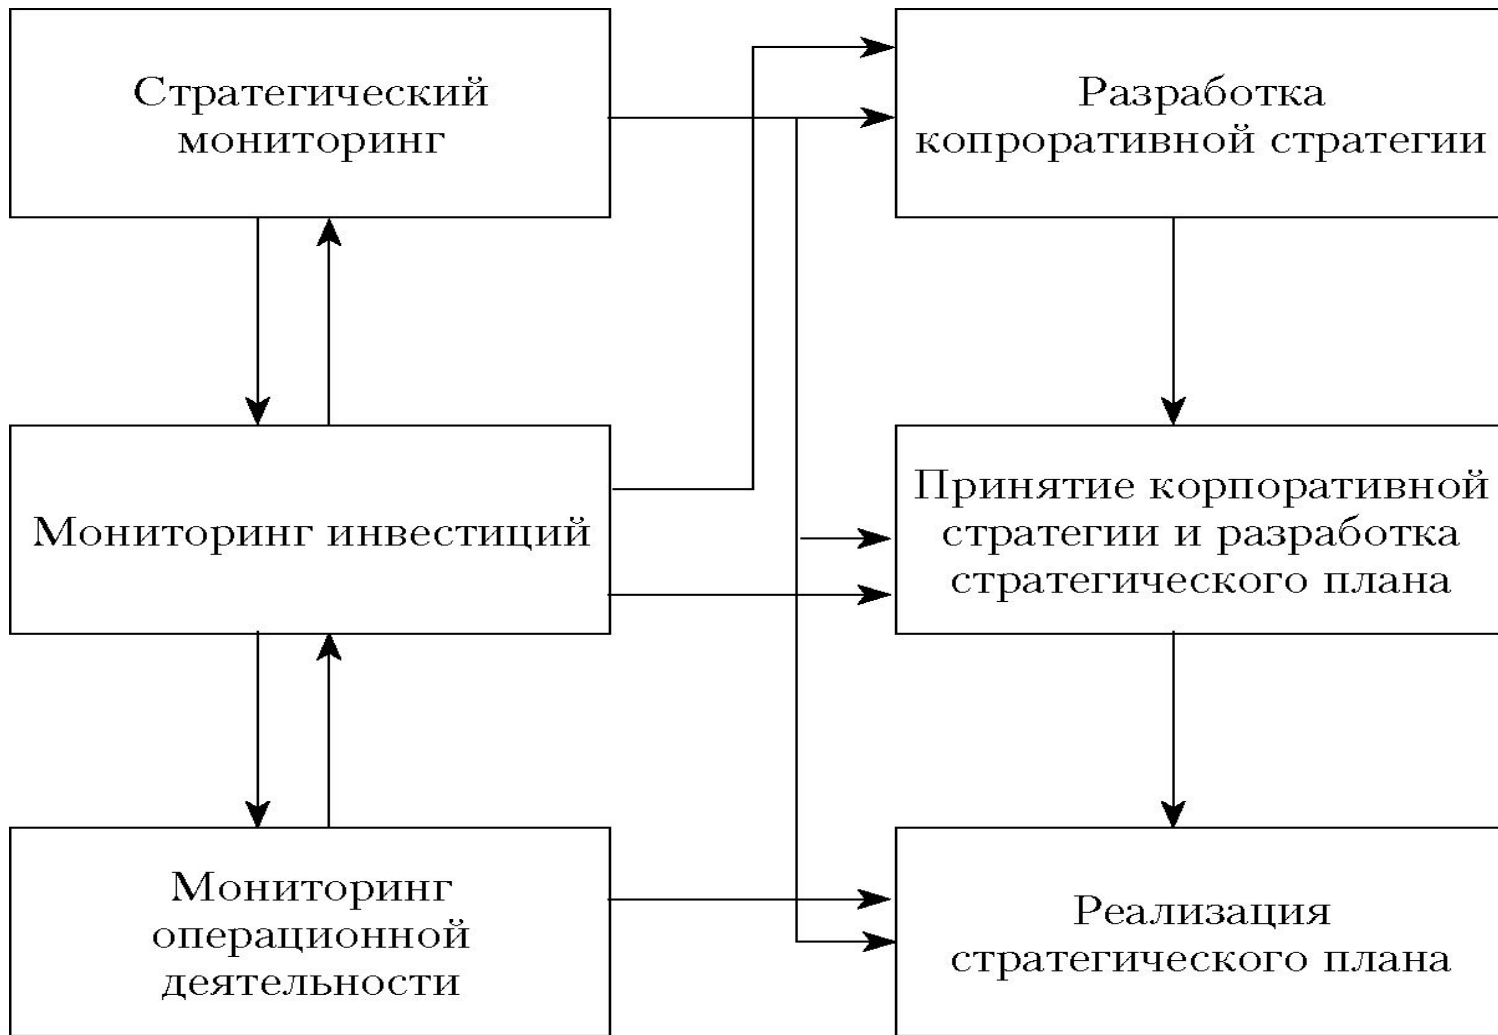 Стратегический
мониторинг
Разработка
копроративной стратегии
Мониторинг инвестиций
Принятие корпоративной
стратегии и разработка
стратегического плана
Мониторинг
операционной
деятельности
Реализация
стратегического плана